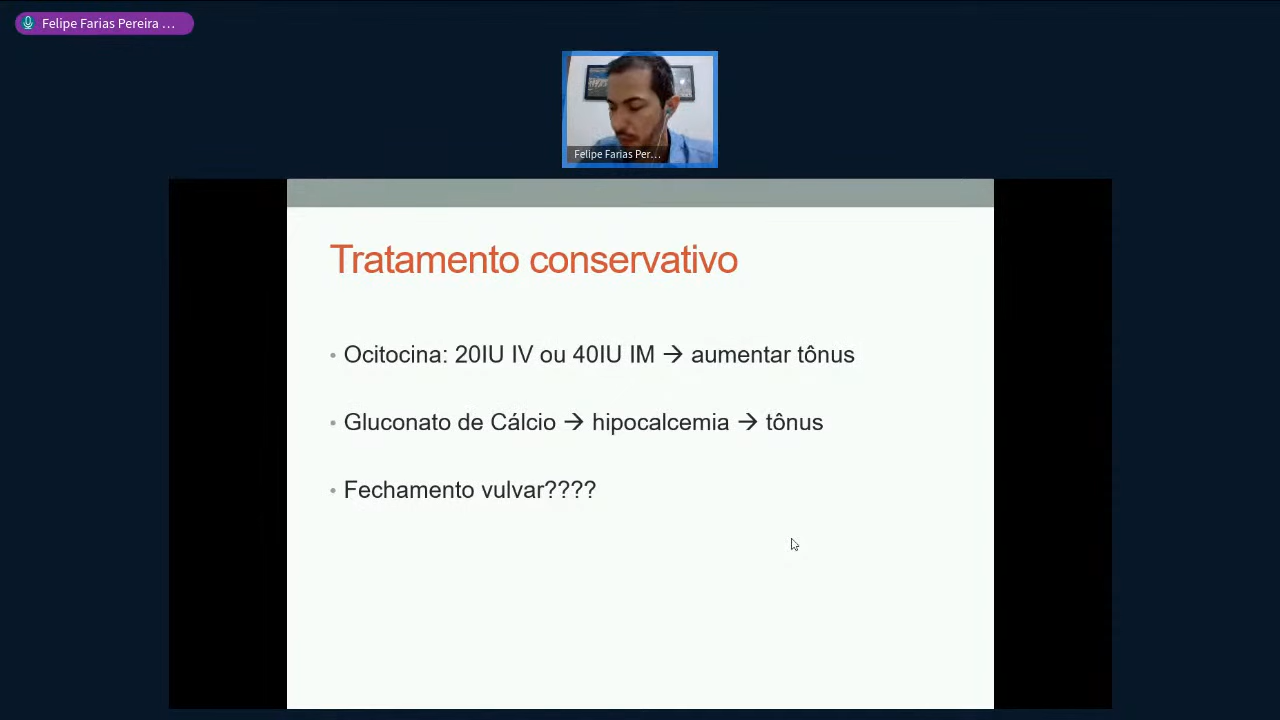 Felipe Farias Pereira ...
Felipe Farias Per...
Tratamento conservativo
• Ocitocina: 20IU IV ou 40IU IM → aumentar tônus
• Gluconato de Cálcio → hipocalcemia → tônus
• Fechamento vulvar????